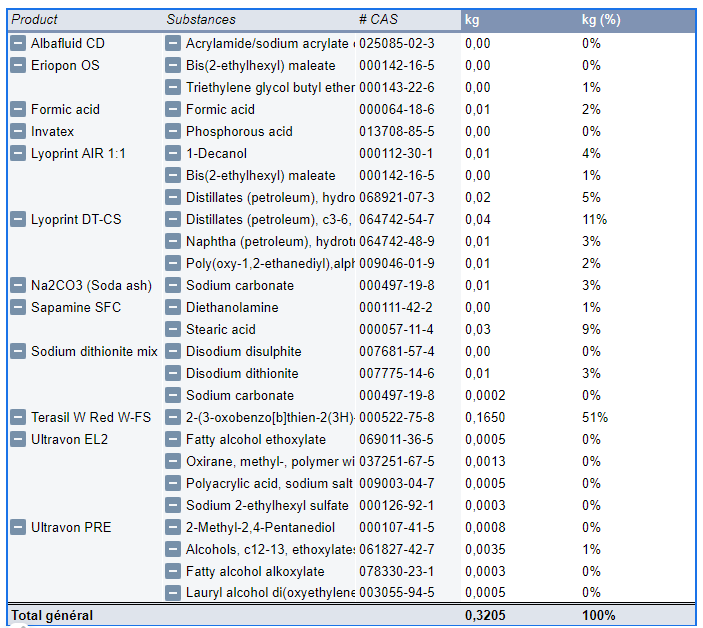 Product Substances # CAS kg kg (%)
Albafluid CD Acrylamide/sodium acrylate 025085-02-3 0,00 0%
Eriopon OS Bis(2-ethylhexyl) maleate 000142-16-5 0,00 0%
Triethylene glycol butyl ether 000143-22-6 0,00 1%
Formic acid Formic acid 000064-18-6 0,01 2%
Invatex Phosphorous acid 013708-85-5 0,00 0%
Lyoprint AIR 1:1 1-Decanol 000112-30-1 0,01 4%
Bis(2-ethylhexyl) maleate 000142-16-5 0,00 1%
Distillates (petroleum), hydro 068921-07-3 0,02 5%
Lyoprint DT-CS Distillates (petroleum), c3-6, 064742-54-7 0,04 11%
Naphtha (petroleum), hydrotr 064742-48-9 0,01 3%
Poly(oxy-1,2-ethanediyl),alph 009046-01-9 0,01 2%
Na2CO3 (Soda ash) Sodium carbonate 000497-19-8 0,01 3%
Sapamine SFC Diethanolamine 000111-42-2 0,00 1%
Stearic acid 000057-11-4 0,03 9%
Sodium dithionite mix Disodium disulphite 007681-57-4 0,00 0%
Disodium dithionite 007775-14-6 0,01 3%
Sodium carbonate 000497-19-8 0,0002 0%
Terasil W Red W-FS 2-(3-oxobenzo[b]thien-2(3H)- 000522-75-8 0,1650 51%
Ultravon EL2 Fatty alcohol ethoxylate 069011-36-5 0,0005 0%
Oxirane, methyl-, polymer wi 037251-67-5 0,0013 0%
Polyacrylic acid, sodium salt 009003-04-7 0,0005 0%
Sodium 2-ethylhexyl sulfate 000126-92-1 0,0003 0%
Ultravon PRE 2-Methyl-2,4-Pentanediol 000107-41-5 0,0008 0%
Alcohols, c12-13, ethoxylates 061827-42-7 0,0035 1%
Fatty alcohol alkoxylate 078330-23-1 0,0003 0%
Lauryl alcohol di(oxyethylene 003055-94-5 0,0005 0%
Total général 0,3205 100%